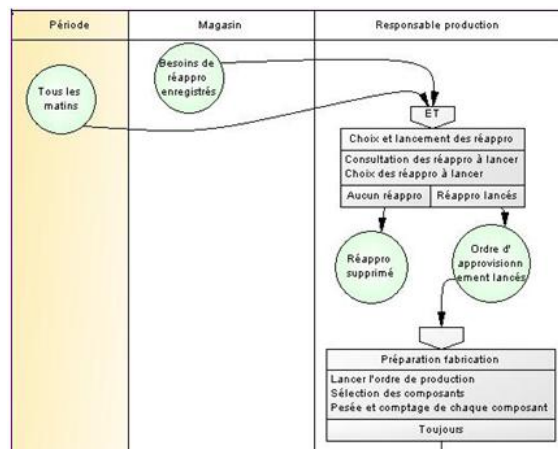 Période
Magasin
Responsable production
Besoins de
réappro
enregistrés
Tous les
matins
ET
Choix et lancement des réappro
Consultation des réappro à lancer
Choix des réappro à lancer
Aucun réappro
Réappro lancés
Réappro
supprimé
Ordre d'
approvisionn
ement lancés
Préparation fabrication
Lancer l'ordre de production
Sélection des composants
Pesée et comptage de chaque composant
Toujours